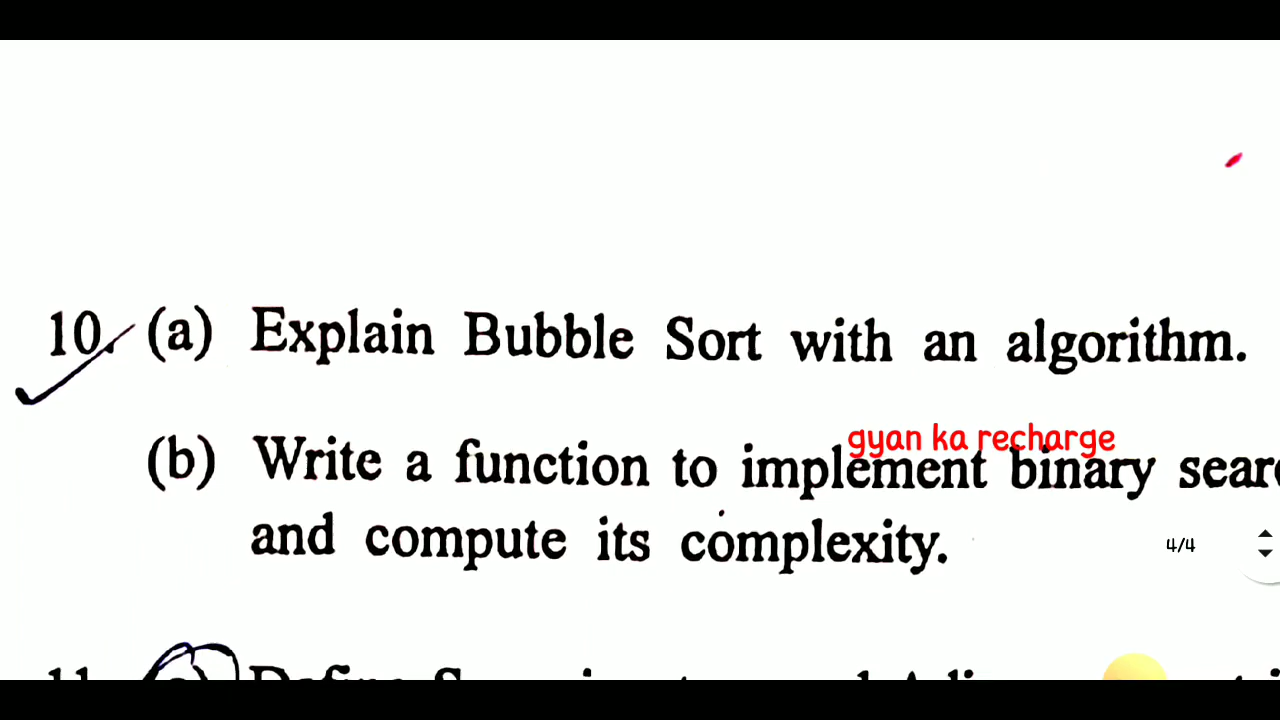 10. (a) Explain Bubble Sort with an algorithm.
gyan ka recharge
(b) Write a function to implement binary
and compute its complexity.
4/4